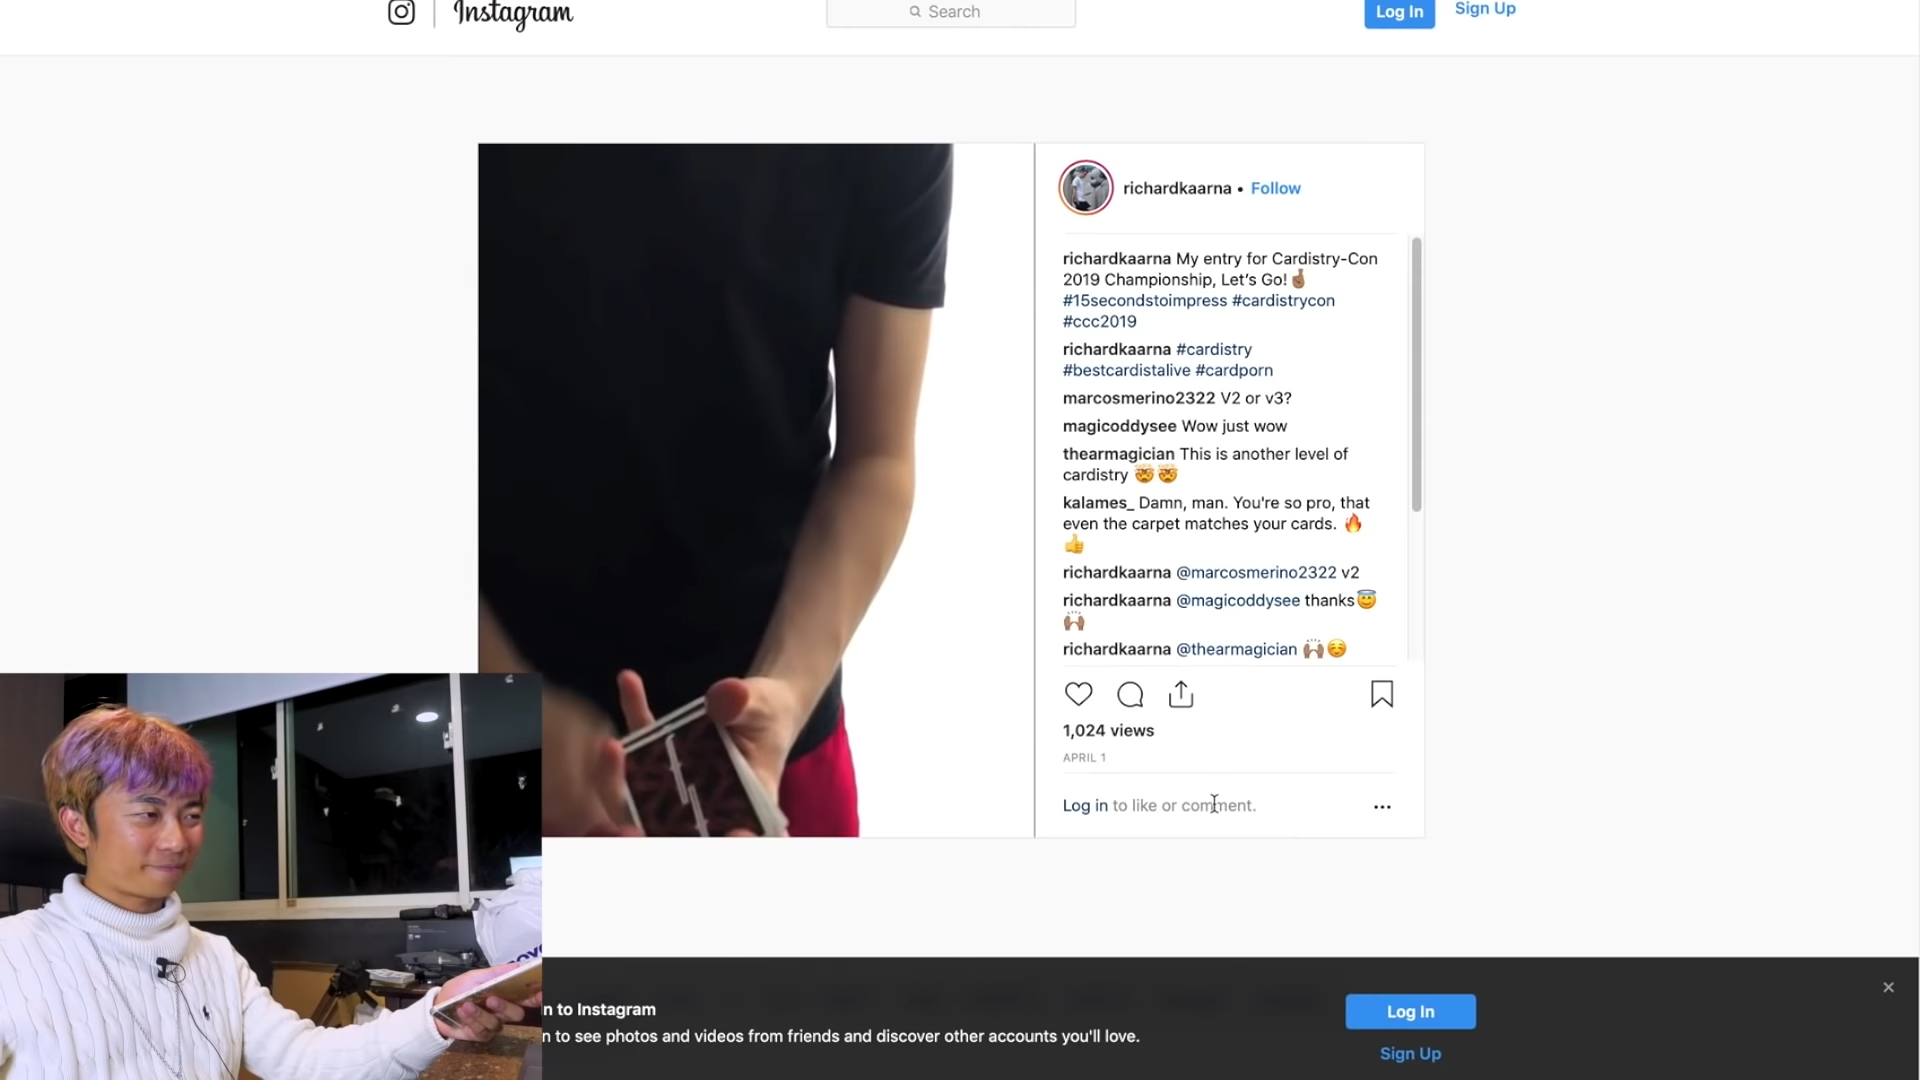 Instagram
Search
Log In
Sign Up
richardkaarna • Follow
richardkaarna My entry for Cardistry-Con
2019 Championship, Let's Go!🤞🏽
#15secondstoimpress #cardistrycon
#ccc2019
richardkaarna #cardistry
#bestcardistalive #cardporn
marcosmerino2322 V2 or v3?
magicoddysee Wow just wow
thearmagician This is another level of
cardistry 🤯🤯
kalames_ Damn, man. You're so pro, that
even the carpet matches your cards. 🔥
👍
richardkaarna @marcosmerino2322 v2
richardkaarna @magicoddysee thanks😇
🙌🏽
richardkaarna @thearmagician 🙌🏽☺️
1,024 views
APRIL 1
Log in to like or comment.
n to Instagram
n to see photos and videos from friends and discover other accounts you'll love.
Log In
Sign Up